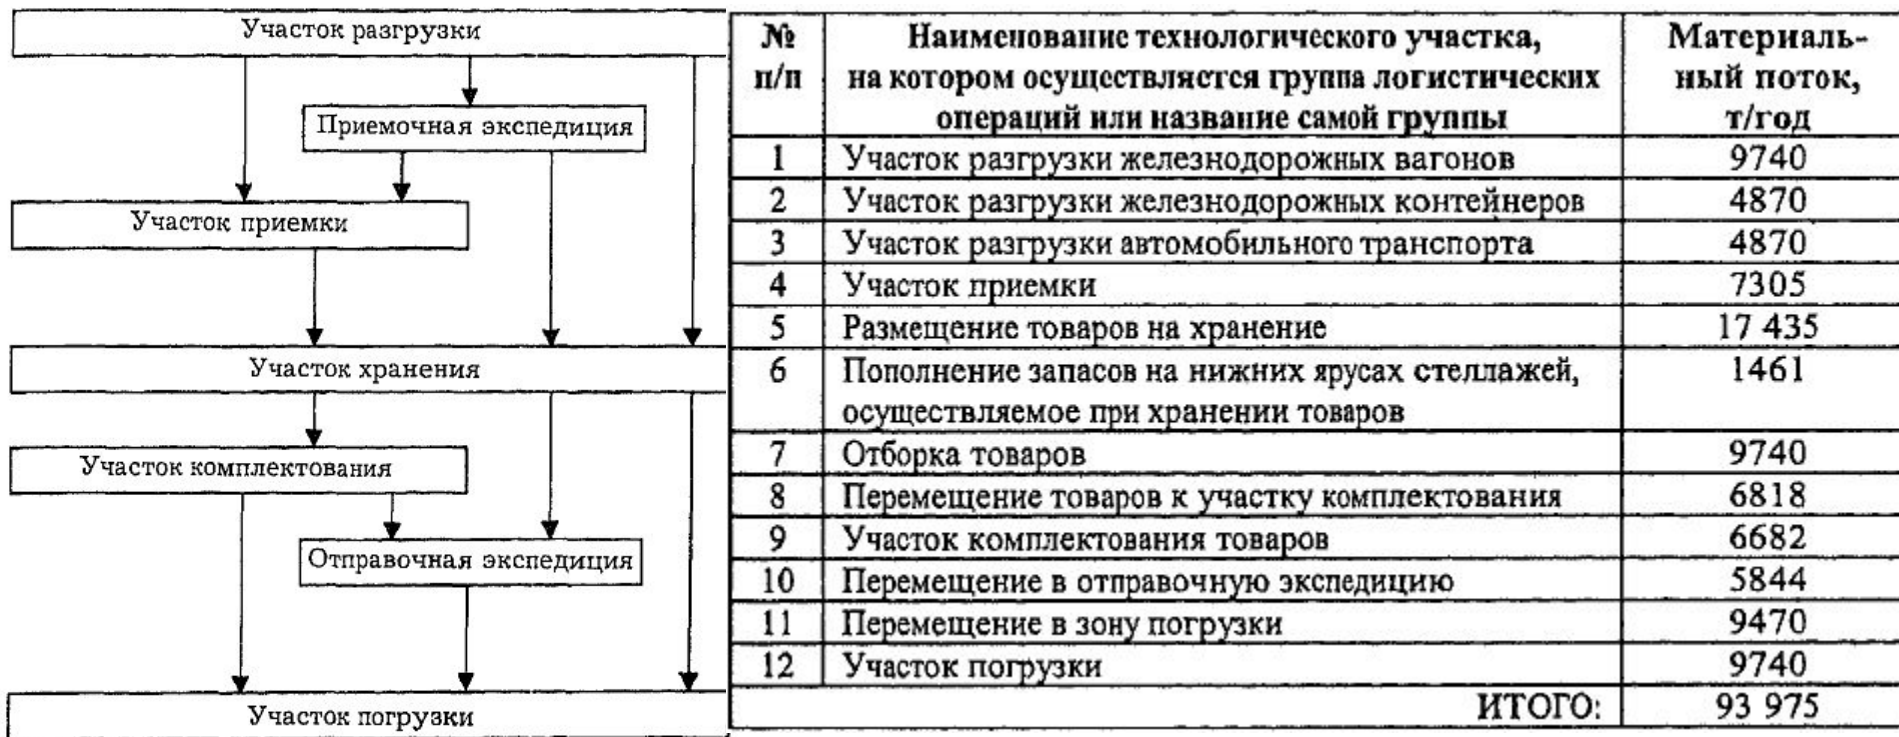 Участок разгрузки
Приемочная экспедиция
Участок приемки
Участок хранения
Участок комплектования
Отправочная экспедиция
Участок погрузки
№ Наименование технологического участка, Материаль-
п/п на котором осуществляется группа логистических ный поток,
операций или название самой группы т/год
1 Участок разгрузки железнодорожных вагонов 9740
2 Участок разгрузки железнодорожных контейнеров 4870
3 Участок разгрузки автомобильного транспорта 4870
4 Участок приемки 7305
5 Размещение товаров на хранение 17 435
6 Пополнение запасов на нижних ярусах стеллажей, 1461
осуществляемое при хранении товаров
7 Отборка товаров 9740
8 Перемещение товаров к участку комплектования 6818
9 Участок комплектования товаров 6682
10 Перемещение в отправочную экспедицию 5844
11 Перемещение в зону погрузки 9470
12 Участок погрузки 9740
ИТОГО: 93 975